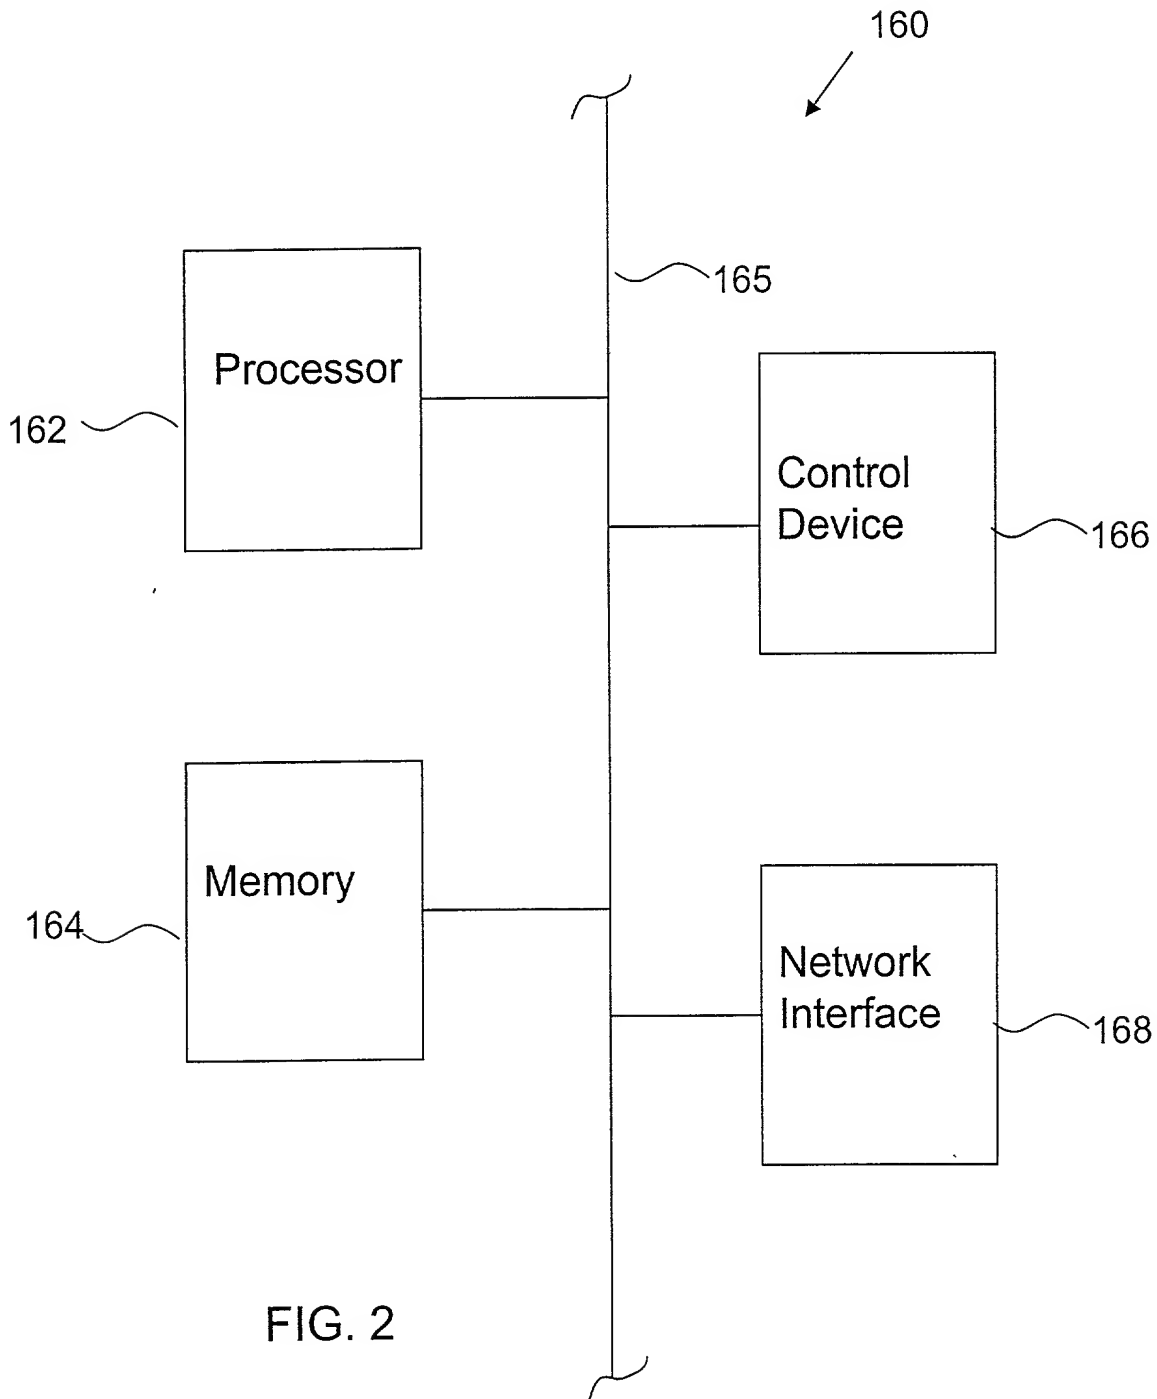 160
165
Processor
162
Control
Device
166
Memory
164
Network
Interface
168
FIG. 2